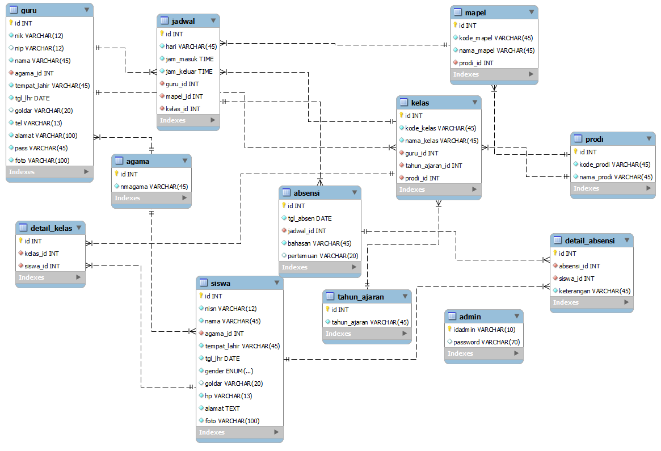 guru
id INT
nik VARCHAR(12)
nip VARCHAR(12)
nama VARCHAR(45)
agama_id INT
tempat_lahir VARCHAR(45)
tgl_lhr DATE
goldar VARCHAR(20)
tel VARCHAR(13)
alamat VARCHAR(100)
pass VARCHAR(45)
foto VARCHAR(100)
Indexes
jadwal
id INT
hari VARCHAR(45)
jam_masuk TIME
jam_keluar TIME
guru_id INT
mapel_id INT
kelas_id INT
Indexes
mapel
id INT
kode_mapel VARCHAR(45)
nama_mapel VARCHAR(45)
prodi_id INT
Indexes
kelas
id INT
kode_kelas VARCHAR(45)
nama_kelas VARCHAR(45)
guru_id INT
tahun_ajaran_id INT
prodi_id INT
Indexes
prodi
id INT
kode_prodi VARCHAR(45)
nama_prodi VARCHAR(45)
Indexes
agama
id INT
nmagama VARCHAR(45)
Indexes
absensi
id INT
tgl_absen DATE
jadwal_id INT
bahasan VARCHAR(45)
pertemuan VARCHAR(20)
Indexes
detail_kelas
id INT
kelas_id INT
siswa_id INT
Indexes
detail_absensi
id INT
absensi_id INT
siswa_id INT
keterangan VARCHAR(45)
Indexes
siswa
id INT
nisn VARCHAR(12)
nama VARCHAR(45)
agama_id INT
tempat_lahir VARCHAR(45)
tgl_lhr DATE
gender ENUM(...)
goldar VARCHAR(20)
hp VARCHAR(13)
alamat TEXT
foto VARCHAR(100)
Indexes
tahun_ajaran
id INT
tahun_ajaran VARCHAR(45)
Indexes
admin
idadmin VARCHAR(10)
password VARCHAR(70)
Indexes